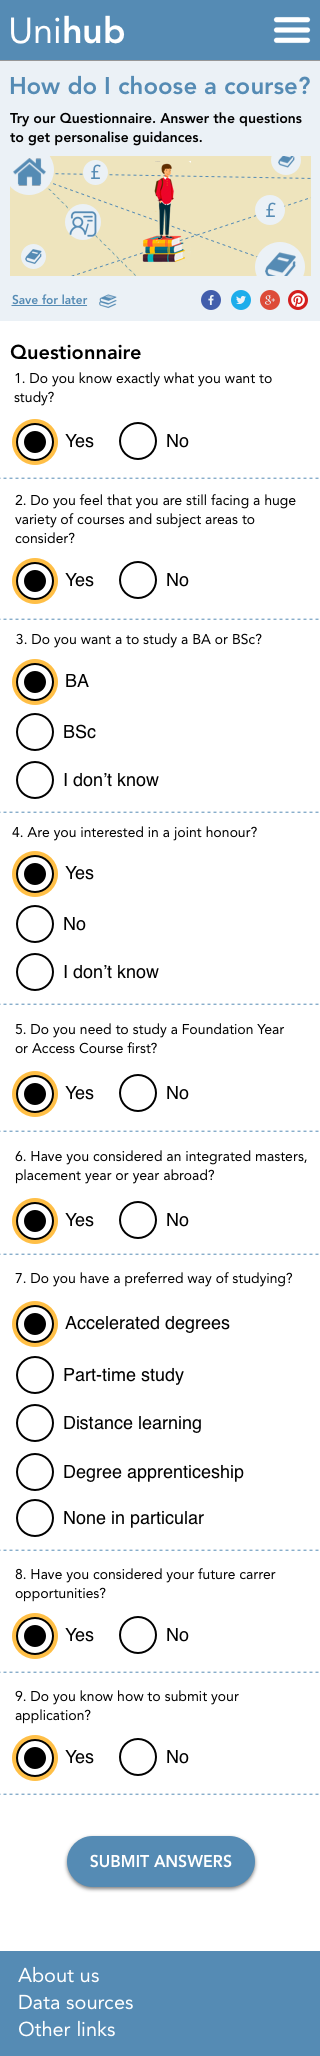 Unihub
How do I choose a course?
Try our Questionnaire. Answer the questions
to get personalise guidances.
£
£
Save for later
f
g+
Questionnaire
1. Do you know exactly what you want to
study?
Yes No
2. Do you feel that you are still facing a huge
variety of courses and subject areas to
consider?
Yes No
3. Do you want a to study a BA or BSc?
BA
BSc
I don’t know
4. Are you interested in a joint honour?
Yes
No
I don’t know
5. Do you need to study a Foundation Year
or Access Course first?
Yes No
6. Have you considered an integrated masters,
placement year or year abroad?
Yes No
7. Do you have a preferred way of studying?
Accelerated degrees
Part-time study
Distance learning
Degree apprenticeship
None in particular
8. Have you considered your future carrer
opportunities?
Yes No
9. Do you know how to submit your
application?
Yes No
SUBMIT ANSWERS
About us
Data sources
Other links